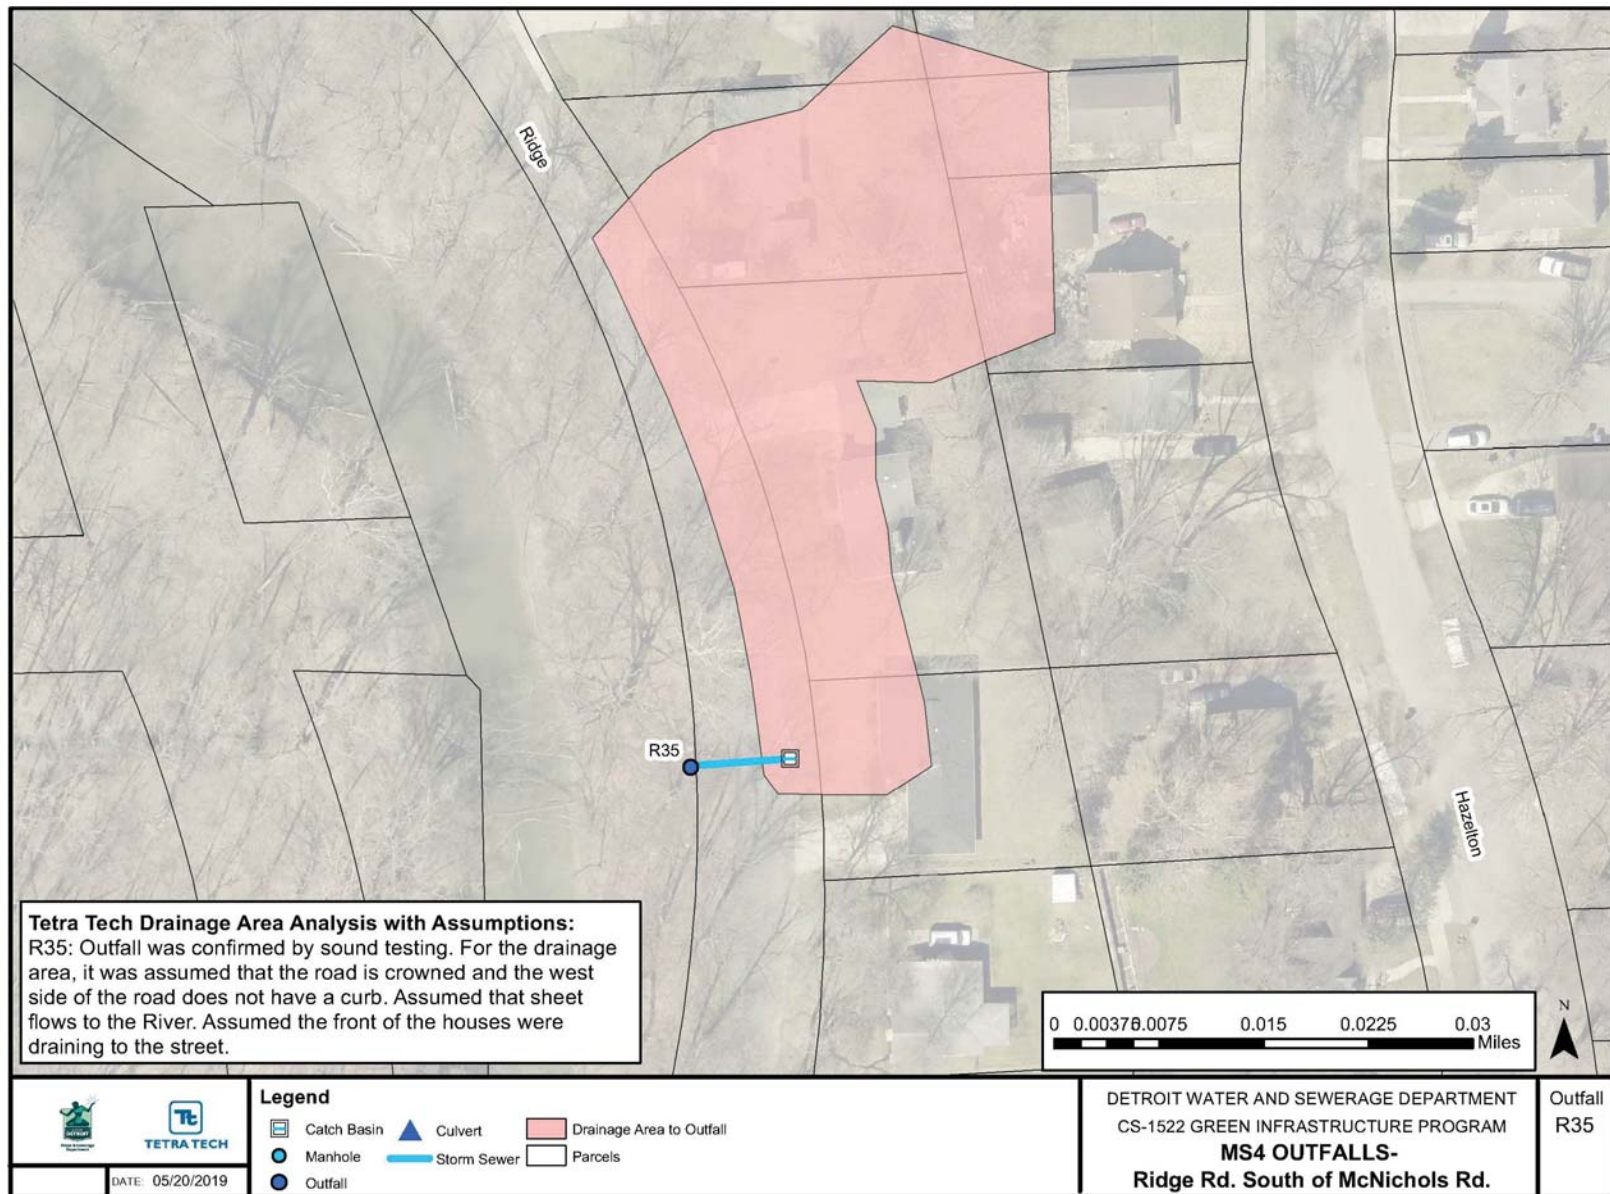 Ridge
R35
Hazelton
Tetra Tech Drainage Area Analysis with Assumptions:
R35: Outfall was confirmed by sound testing. For the drainage
area, it was assumed that the road is crowned and the west
side of the road does not have a curb. Assumed that sheet
flows to the River. Assumed the front of the houses were
draining to the street.
0 0.00375 0.0075 0.015 0.0225 0.03
Miles
N
DETROIT
TETRA TECH
DATE: 05/20/2019
Legend
Catch Basin
Manhole
Outfall
Culvert
Storm Sewer
Drainage Area to Outfall
Parcels
DETROIT WATER AND SEWERAGE DEPARTMENT
CS-1522 GREEN INFRASTRUCTURE PROGRAM
MS4 OUTFALLS-
Ridge Rd. South of McNichols Rd.
Outfall
R35